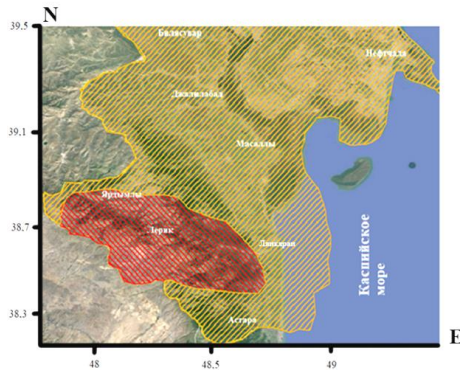 N
39.5
Билясувар
Нефтчала
Джалилабад
39.1
Масаллы
Ярдымлы
38.7
Лерик
Лянкяран
Каспийское
море
38.3
Астара
E
48
48.5
49